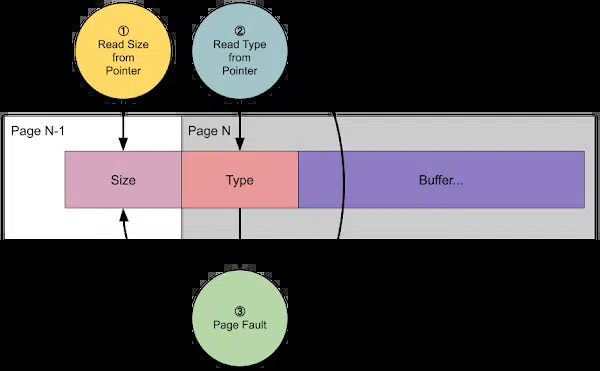 ①
Read Size
from
Pointer
②
Read Type
from
Pointer
Page N-1
Page N
Size
Type
Buffer...
③
Page Fault